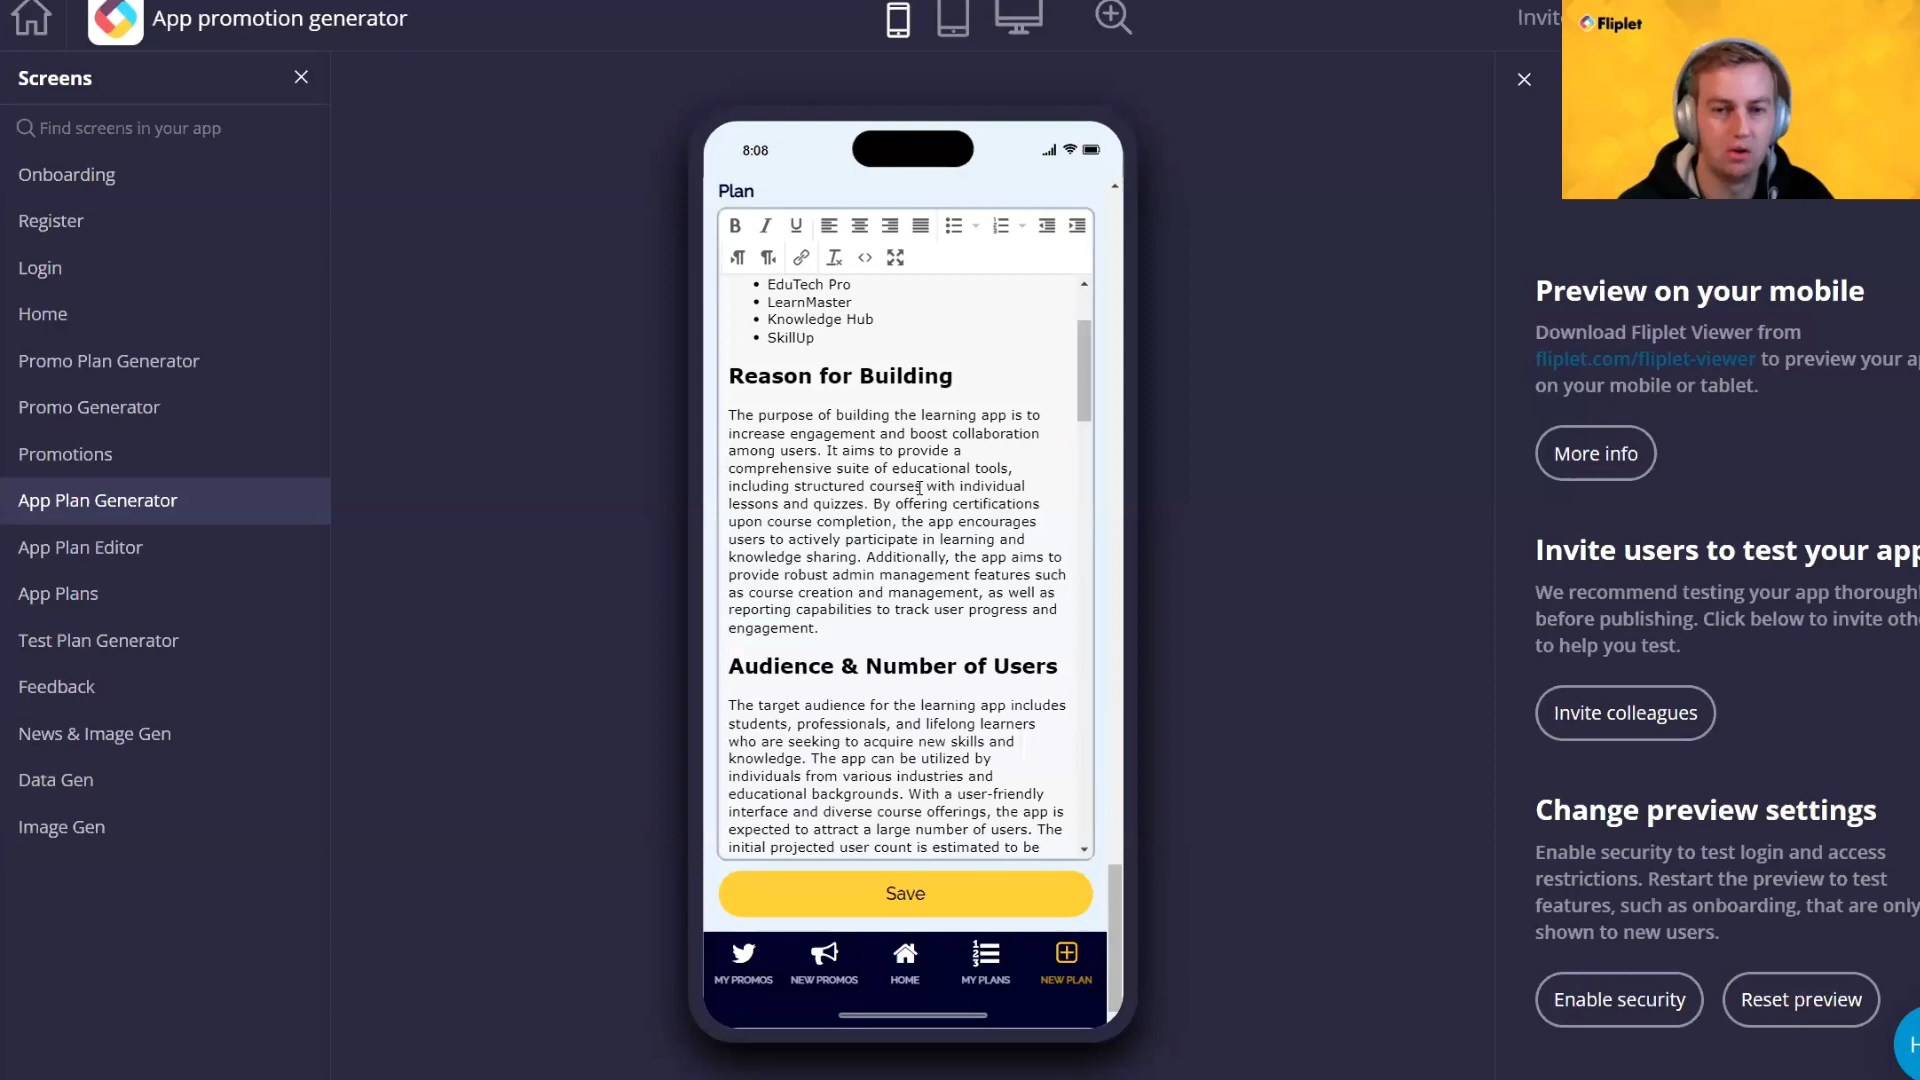 App promotion generator
Fliplet
Screens
Find screens in your app
Onboarding
Register
Login
Home
Promo Plan Generator
Promo Generator
Promotions
App Plan Generator
App Plan Editor
App Plans
Test Plan Generator
Feedback
News & Image Gen
Data Gen
Image Gen
8:08
Plan
B I U
EduTech Pro
LearnMaster
Knowledge Hub
SkillUp
Reason for Building
The purpose of building the learning app is to
increase engagement and boost collaboration
among users. It aims to provide a
comprehensive suite of educational tools,
including structured courses with individual
lessons and quizzes. By offering certifications
upon course completion, the app encourages
users to actively participate in learning and
knowledge sharing. Additionally, the app aims to
provide robust admin management features such
as course creation and management, as well as
reporting capabilities to track user progress and
engagement.
Audience & Number of Users
The target audience for the learning app includes
students, professionals, and lifelong learners
who are seeking to acquire new skills and
knowledge. The app can be utilized by
individuals from various industries and
educational backgrounds. With a user-friendly
interface and diverse course offerings, the app is
expected to attract a large number of users. The
initial projected user count is estimated to be
Save
MY PROMOS
NEW PROMOS
HOME
MY PLANS
NEW PLAN
Preview on your mobile
Download Fliplet Viewer from
fliplet.com/fliplet-viewer to preview your
on your mobile or tablet.
More info
Invite users to test your
We recommend testing your app
before publishing. Click below to invite
to help you test.
Invite colleagues
Change preview settings
Enable security to test login and access
restrictions. Restart the preview to test
features, such as onboarding, that are only
shown to new users.
Enable security
Reset preview